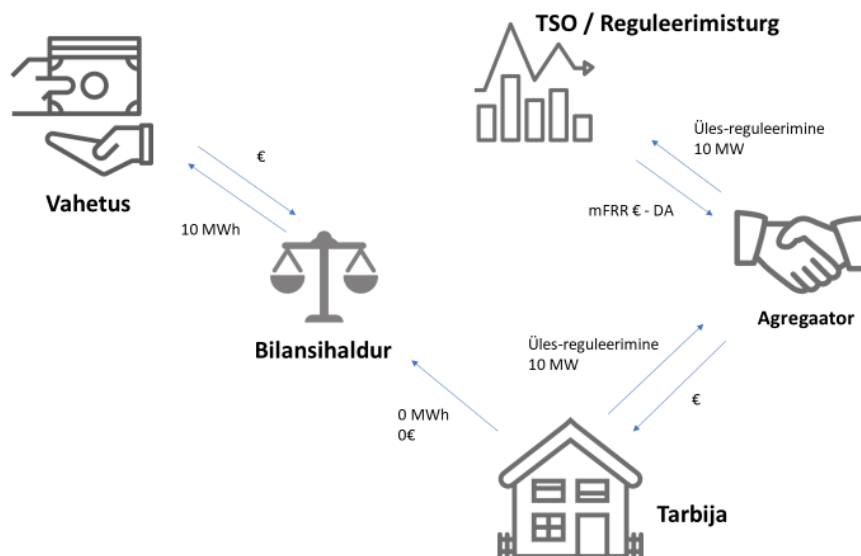 TSO / Reguleerimisturg
Üles-reguleerimine
10 MW
€
Vahetus
10 MWh
mFRR € - DA
Agregaator
Bilansihaldur
Üles-reguleerimine
10 MW
€
0 MWh
0€
Tarbija